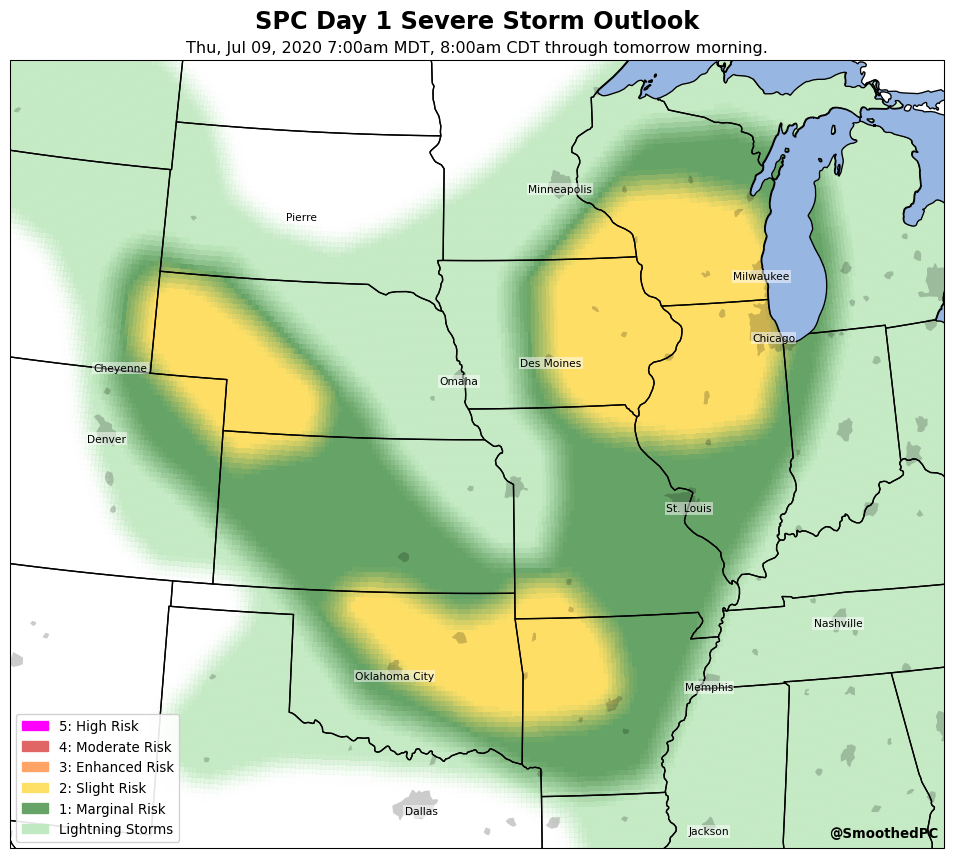 SPC Day 1 Severe Storm Outlook
Thu, Jul 09, 2020 7:00am MDT, 8:00am CDT through tomorrow morning.
Minneapolis
Pierre
Milwaukee
Chicago
Des Moines
Cheyenne
Omaha
Denver
St. Louis
Nashville
Oklahoma City
Memphis
5: High Risk
4: Moderate Risk
3: Enhanced Risk
2: Slight Risk
1: Marginal Risk
Lightning Storms
Dallas
Jackson
@SmoothedPC